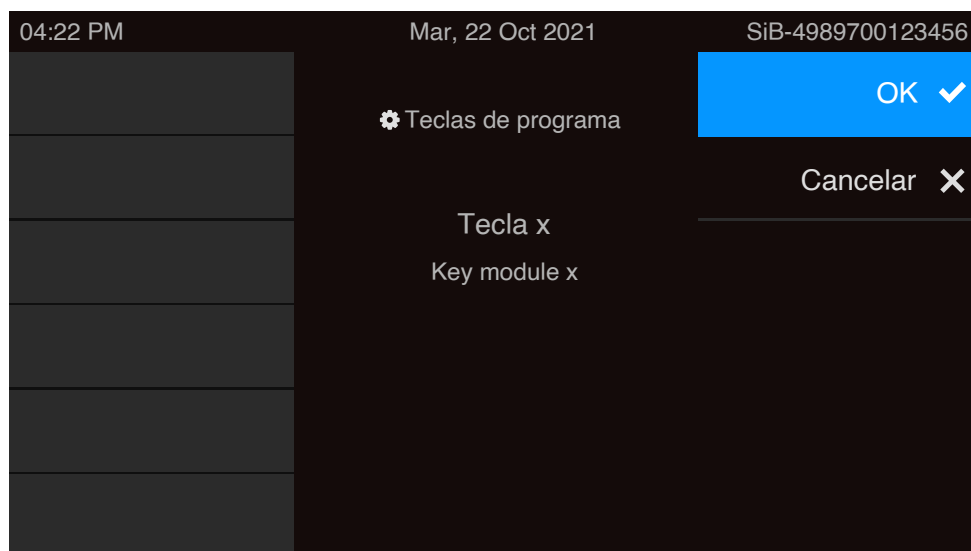 04:22 PM Mar, 22 Oct 2021 SiB-4989700123456
OK
Teclas de programa
Cancelar
Tecla x
Key module x